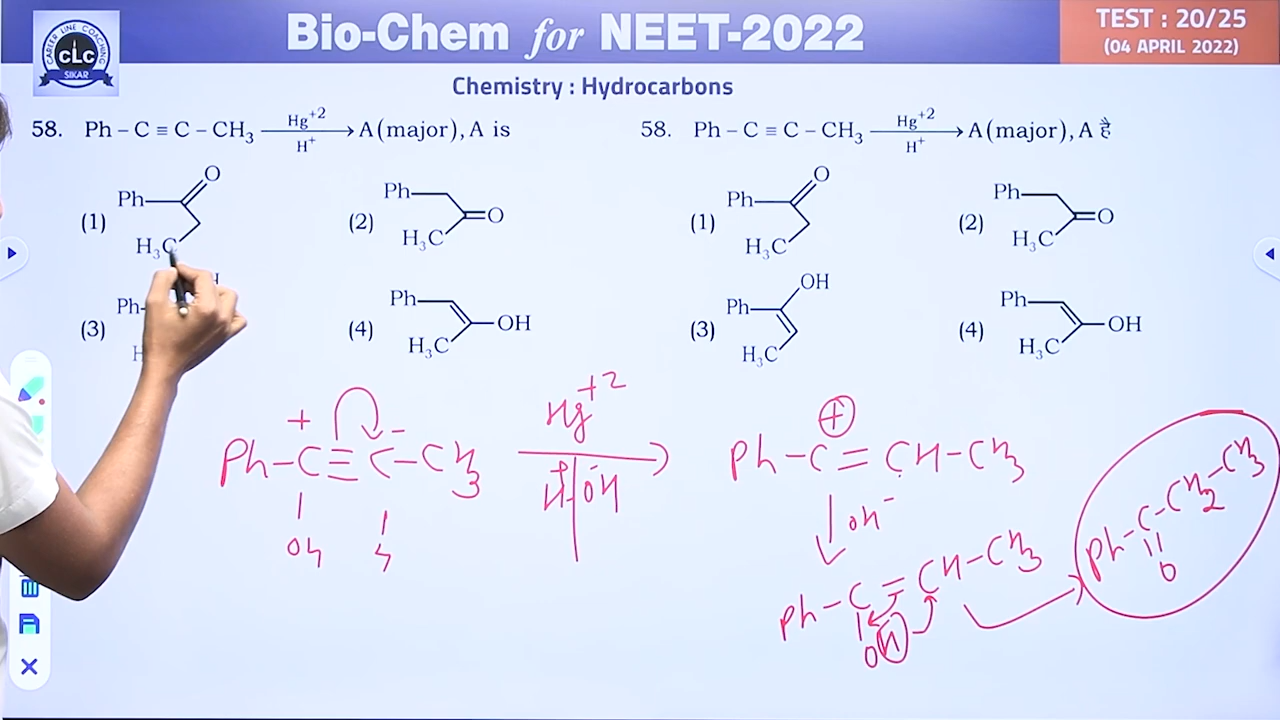 CAREER LINE COACHING
CLC
SIKAR
Bio-Chem for NEET-2022
TEST : 20/25
(04 APRIL 2022)
Chemistry : Hydrocarbons
58. Ph – C ≡ C – CH₃ Hg⁺² / H⁺ → A(major), A is
(1) Ph O H₃C
(2) Ph O H₃C
(3) Ph H H
(4) Ph OH H₃C
58. Ph – C ≡ C – CH₃ Hg⁺² / H⁺ → A(major), A है
(1) Ph O H₃C
(2) Ph O H₃C
(3) Ph OH H₃C
(4) Ph OH H₃C
+ -
Ph–C≡C–CH₃
OH H
Hg⁺²
H⁺ OH⁻
Ph–C⊕=CH–CH₃
OH⁻
Ph–C=CH–CH₃
OH
Ph–C–CH₂–CH₃
O